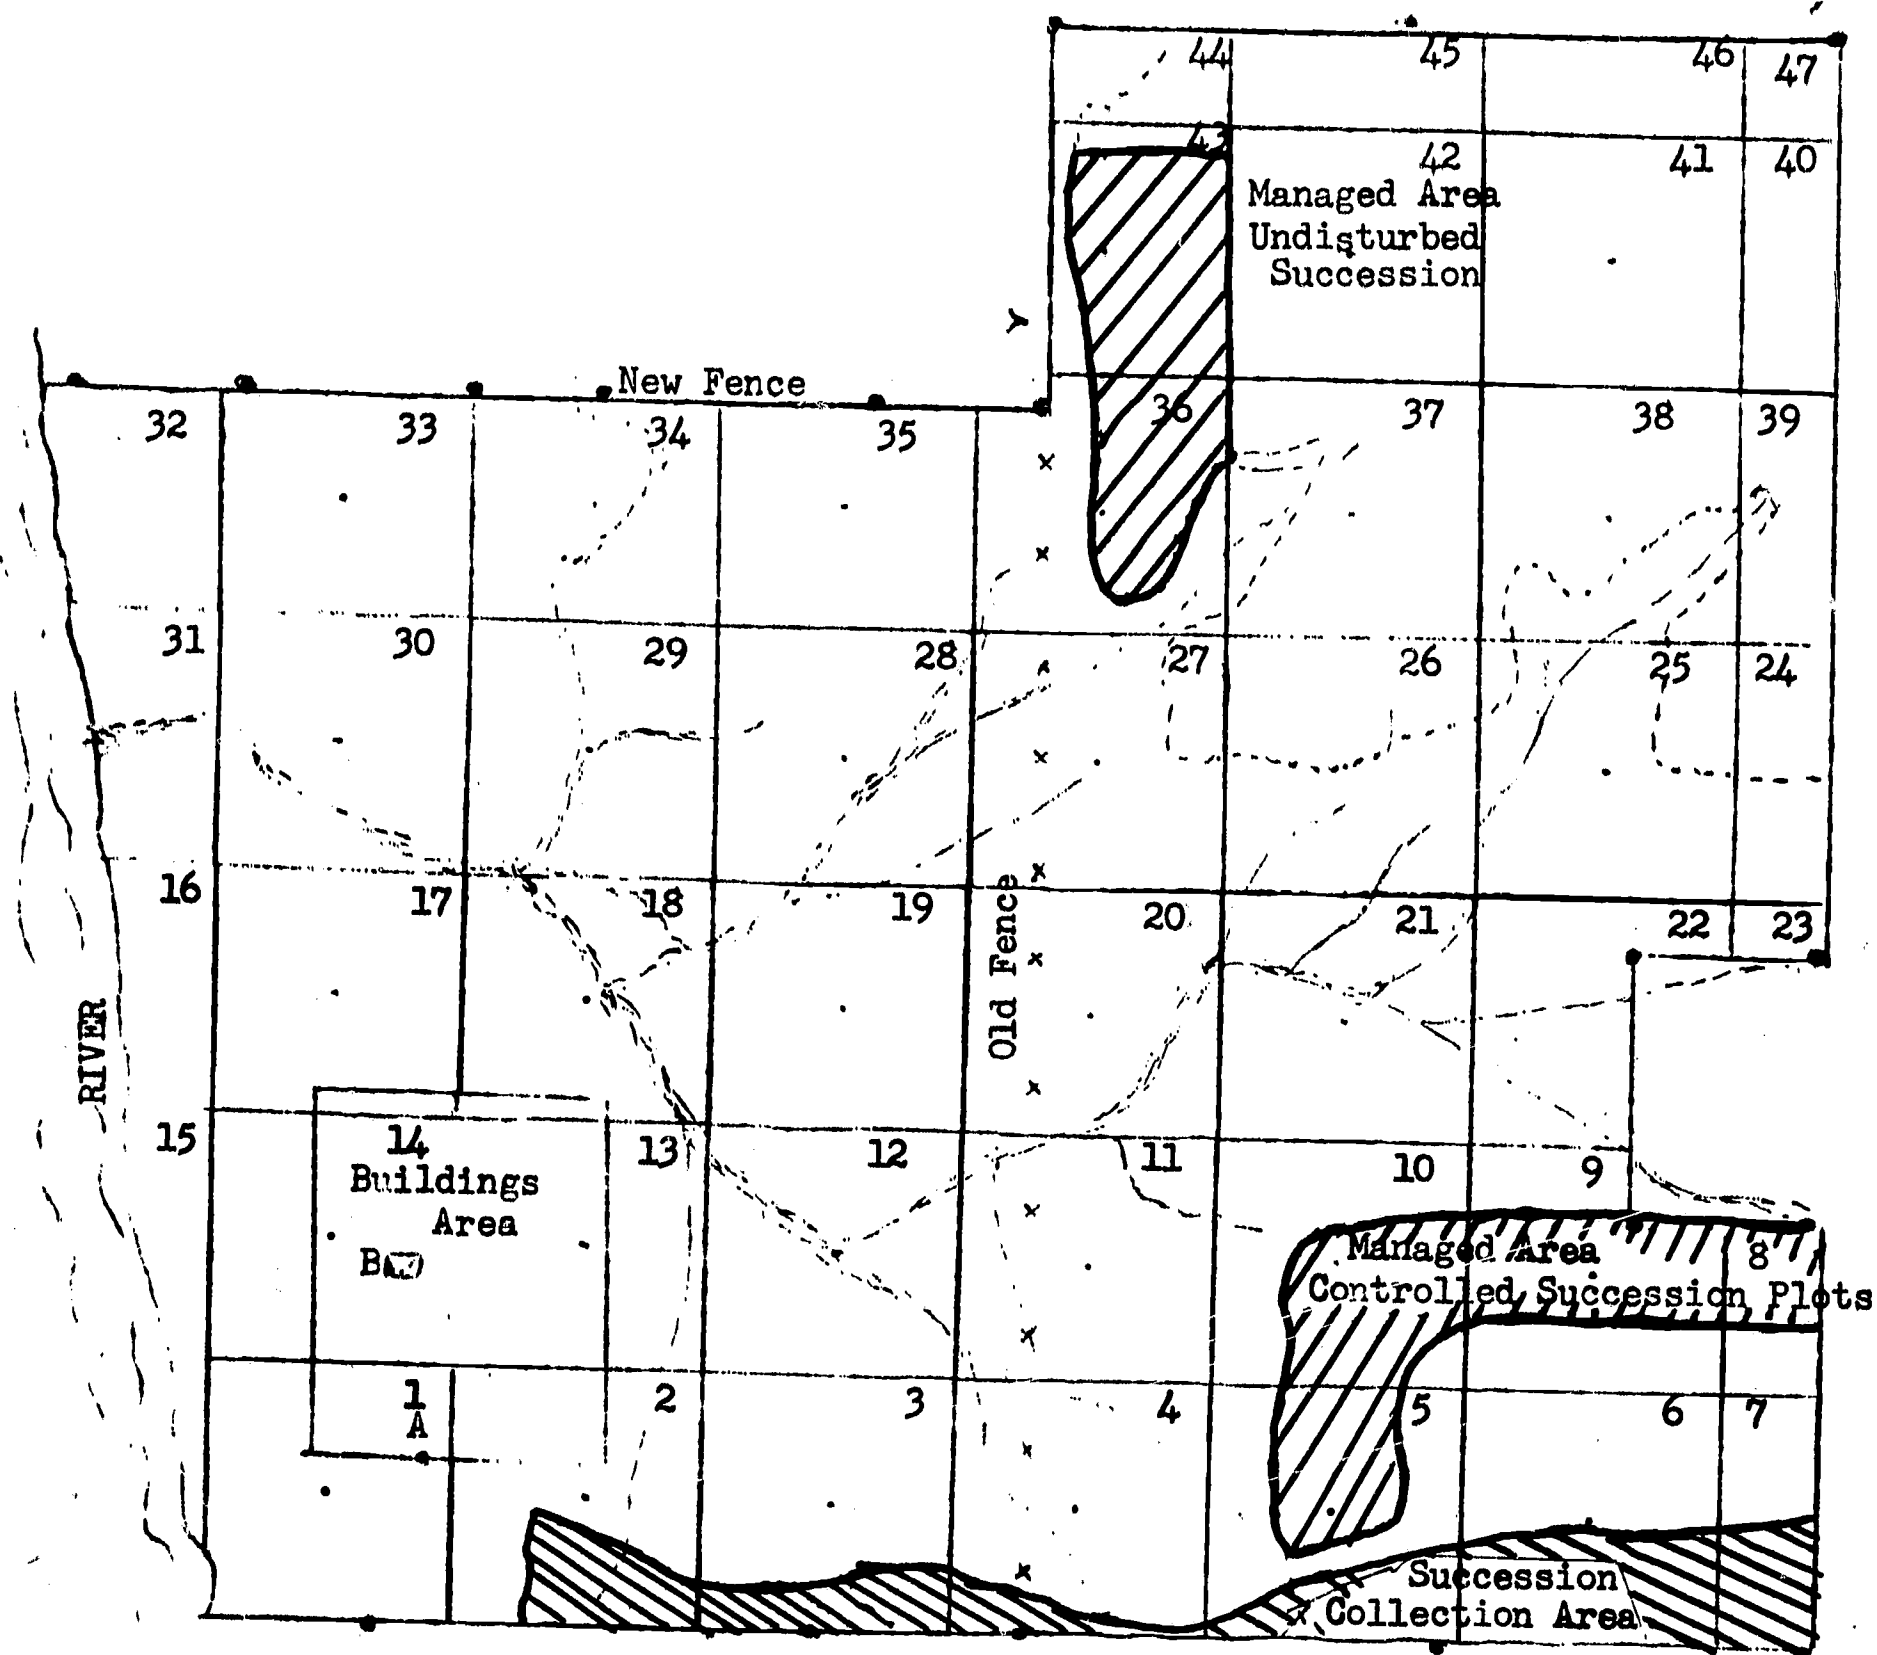 44 45 46 47
43 42 41 40
Managed Area
Undisturbed
Succession
Y
New Fence
32 33 34 35 36 37 38 39
31 30 29 28 27 26 25 24
16 17 18 19 20 21 22 23
Old Fence
RIVER
15 14 13 12 11 10 9
Buildings
Area
B
Managed Area 8
Controlled Succession Plots
1 2 3 4 5 6 7
A
Succession
Collection Area